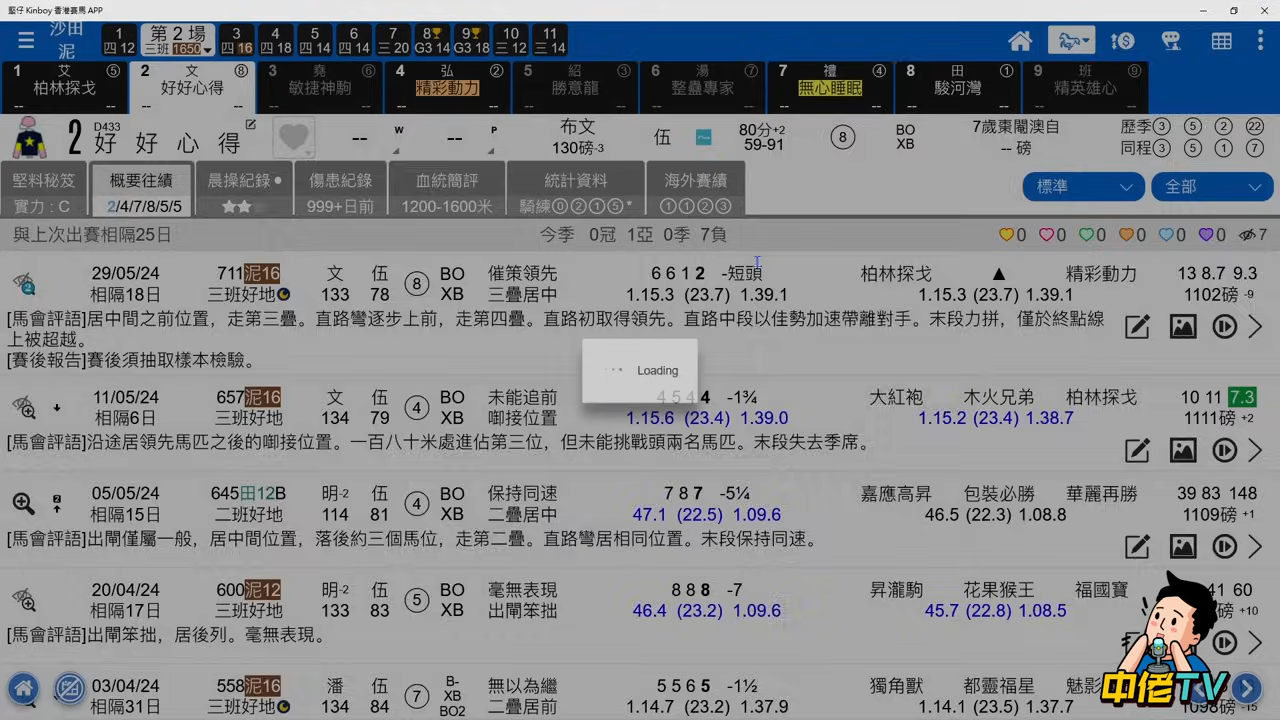 堅仔 Kinboy 香港賽馬 APP
沙田 泥
1 四 12
第 2 場 三班 1650
3 四 16
4 四 18
5 四 14
6 四 14
7 三 20
8 G3 14
9 G3 18
10 三 12
11 三 14
1 艾 ⑤ 柏林探戈 --
2 文 ⑧ 好好心得 --
3 堯 ⑥ 敏捷神駒 --
4 弘 ② 精彩動力 --
5 紹 ③ 勝意龍 --
6 湯 ⑦ 整蠱專家 --
7 禮 ④ 無心睡眠 --
8 田 ① 駿河灣 --
9 班 ⑨ 精英雄心 --
2 D433 好 好 心 得 -- W -- P
布文 130磅-3 伍 80分+2 59-91 ⑧ BO XB
7歲棗閹澳自 -- 磅
歷季③ ⑤ ② ㉒
同程③ ⑤ ① ⑦
堅料秘笈 實力 : C
概要往績 2/4/7/8/5/5
晨操紀錄 ● ★★
傷患紀錄 999+日前
血統簡評 1200-1600米
統計資料 騎練⓪②①⑤*
海外賽績 ①①②③
標準 全部
與上次出賽相隔25日 今季 0冠 1亞 0季 7負 0 0 0 0 0 0 7
29/05/24 711泥16 文 伍 ⑧ BO 催策領先 6 6 1 2 -短頭 柏林探戈 ▲ 精彩動力 13 8.7 9.3
2 相隔18日 三班好地 133 78 XB 三疊居中 1.15.3 (23.7) 1.39.1 1.15.3 (23.7) 1.39.1 1102磅 -9
[馬會評語]居中間之前位置，走第三疊。直路彎逐步上前，走第四疊。直路初取得領先。直路中段以佳勢加速帶離對手。末段力拼，僅於終點線
上被超越。
[賽後報告]賽後須抽取樣本檢驗。
Loading
11/05/24 657泥16 文 伍 ④ BO 未能追前 4 5 4 4 -1¾ 大紅袍 木火兄弟 柏林探戈 10 11 7.3
相隔6日 三班好地 134 79 XB 啣接位置 1.15.6 (23.4) 1.39.0 1.15.2 (23.4) 1.38.7 1111磅 +2
[馬會評語]沿途居領先馬匹之後的啣接位置。一百八十米處進佔第三位，但未能挑戰頭兩名馬匹。末段失去季席。
05/05/24 645田12B 明-2 伍 ④ BO 保持同速 7 8 7 -5¼ 嘉應高昇 包裝必勝 華麗再勝 39 83 148
2 相隔15日 二班好地 114 81 XB 二疊居中 47.1 (22.5) 1.09.6 46.5 (22.3) 1.08.8 1109磅 +1
[馬會評語]出閘僅屬一般，居中間位置，落後約三個馬位，走第二疊。直路彎居相同位置。末段保持同速。
20/04/24 600泥12 明-2 伍 ⑤ BO 毫無表現 8 8 8 -7 昇瀧駒 花果猴王 福國寶 41 60
相隔17日 三班好地 133 83 XB 出閘笨拙 46.4 (23.2) 1.09.6 45.7 (22.8) 1.08.5 磅 +10
[馬會評語]出閘笨拙，居後列。毫無表現。
03/04/24 558泥16 潘 伍 ⑦ B- 無以為繼 5 5 6 5 -1½ 獨角獸 都靈福星 魅影
相隔31日 三班好地 134 84 XB BO2 二疊居前 1.14.7 (23.2) 1.37.9 1.14.1 (23.5) 1.37.7 1098磅 -15
中佬TV